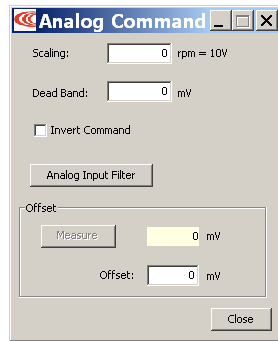 Analog Command
Scaling: 0 rpm = 10V
Dead Band: 0 mV
Invert Command
Analog Input Filter
Offset
Measure 0 mV
Offset: 0 mV
Close